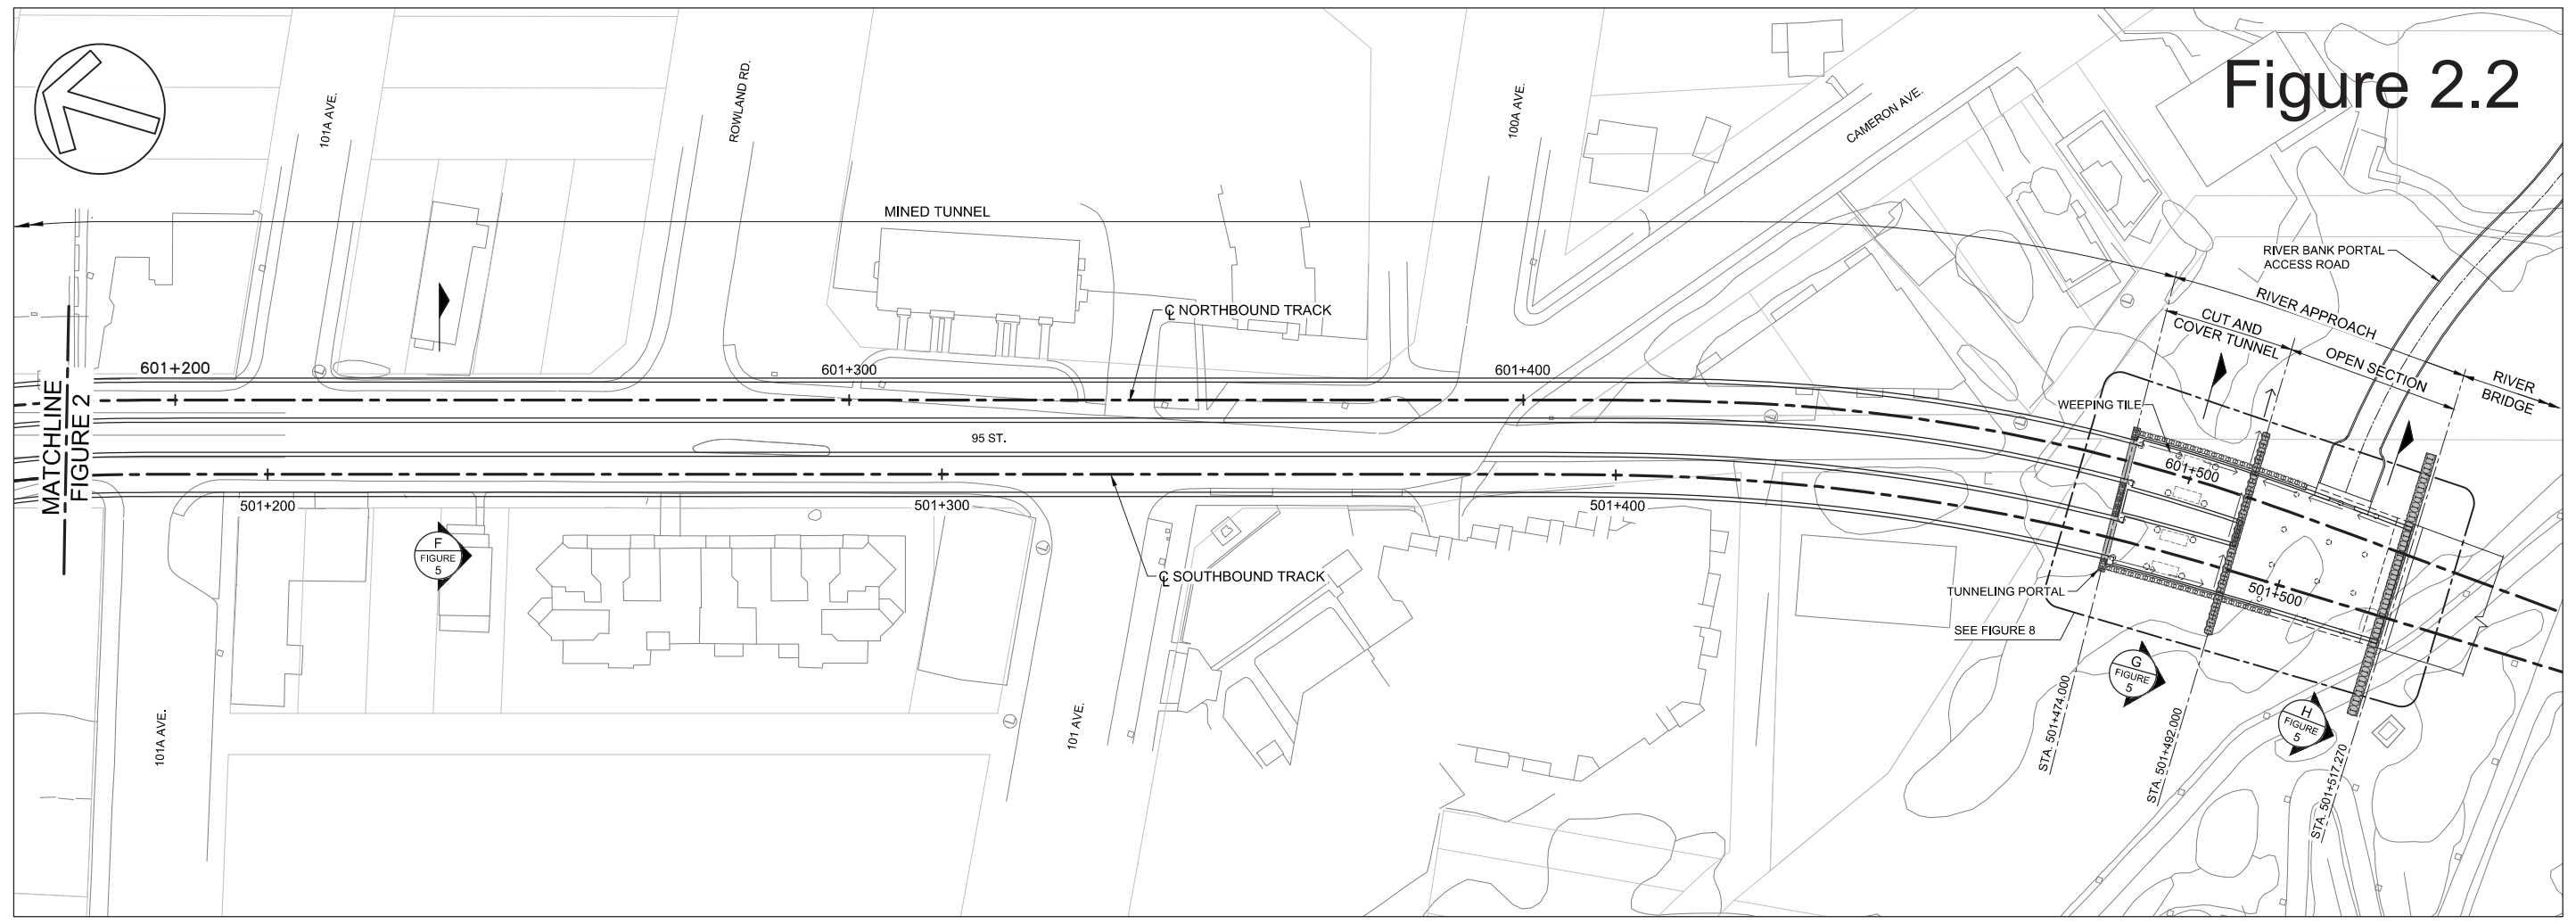 Figure 2.2
101A AVE.
ROWLAND RD.
100A AVE.
CAMERON AVE.
MINED TUNNEL
RIVER BANK PORTAL
ACCESS ROAD
RIVER APPROACH
CUT AND
COVER TUNNEL
OPEN SECTION
RIVER
BRIDGE
℄ NORTHBOUND TRACK
601+200
601+300
601+400
WEEPING TILE
MATCHLINE
FIGURE 2
95 ST.
601+500
501+200
501+300
501+400
F
FIGURE
5
℄ SOUTHBOUND TRACK
TUNNELING PORTAL
501+500
SEE FIGURE 8
G
FIGURE
5
H
FIGURE
5
101A AVE.
101 AVE.
STA. 501+474.000
STA. 501+492.000
STA. 501+517.270